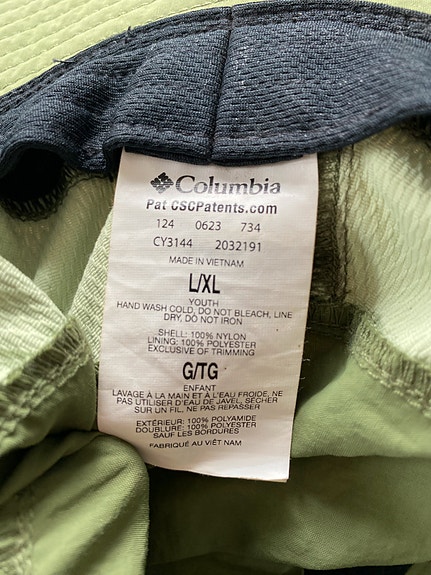 Columbia
Pat CSCPatents.com
124 0623 734
CY3144 2032191
MADE IN VIETNAM
L/XL
YOUTH
HAND WASH COLD, DO NOT BLEACH, LINE
DRY, DO NOT IRON
SHELL: 100% NYLON
LINING: 100% POLYESTER
EXCLUSIVE OF TRIMMING
G/TG
ENFANT
LAVAGE À LA MAIN ET À L'EAU FROIDE, NE
PAS UTILISER D'EAU DE JAVEL, SÉCHER
SUR UN FIL, NE PAS REPASSER
EXTÉRIEUR: 100% POLYAMIDE
DOUBLURE: 100% POLYESTER
SAUF LES BORDURES
FABRIQUÉ AU VIÊT NAM